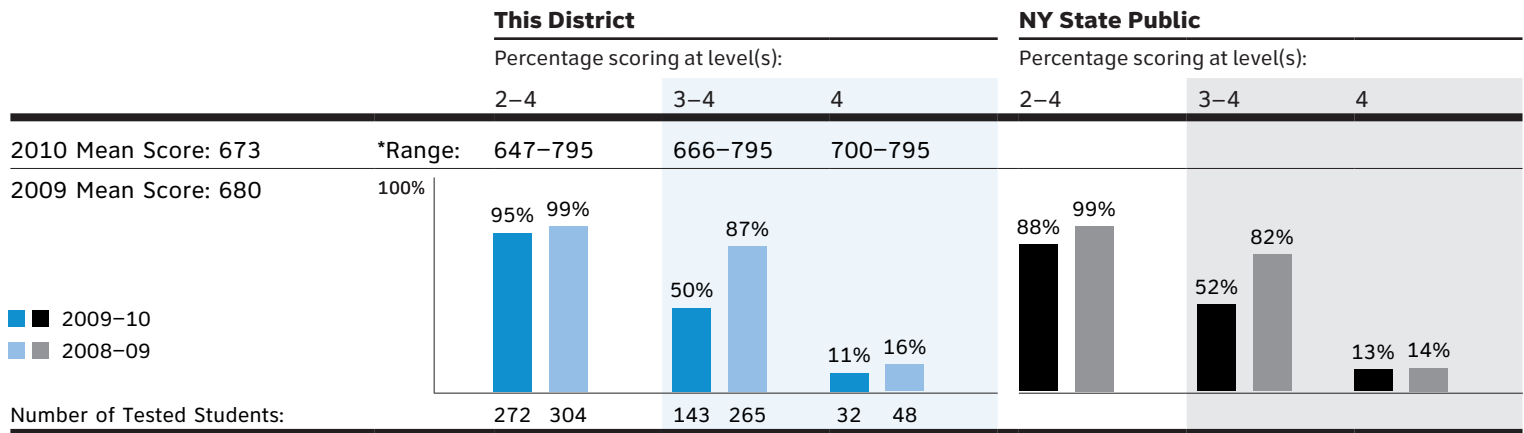 This District NY State Public
Percentage scoring at level(s): Percentage scoring at level(s):
2–4 3–4 4 2–4 3–4 4
2010 Mean Score: 673 *Range: 647–795 666–795 700–795
2009 Mean Score: 680 100%
95% 99% 87% 88% 99% 82%
50% 52%
11% 16% 13% 14%
2009–10
2008–09
Number of Tested Students: 272 304 143 265 32 48